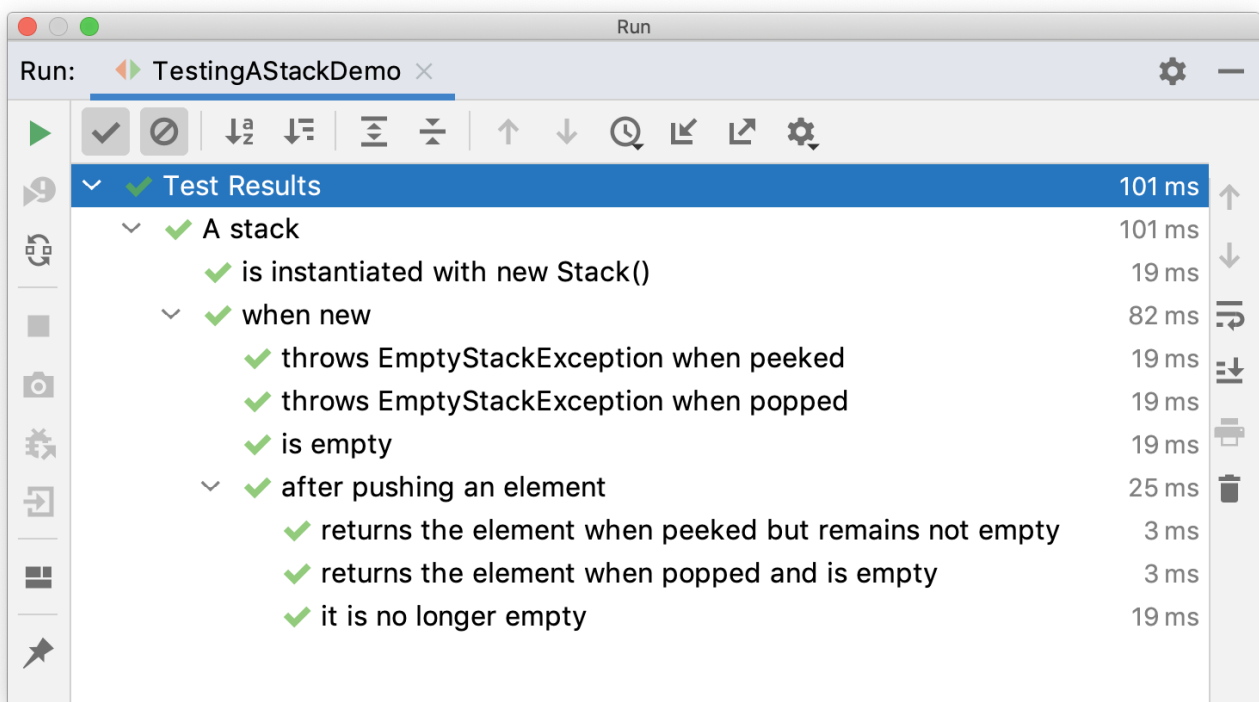 Run
Run: TestingAStackDemo
Test Results 101 ms
A stack 101 ms
is instantiated with new Stack() 19 ms
when new 82 ms
throws EmptyStackException when peeked 19 ms
throws EmptyStackException when popped 19 ms
is empty 19 ms
after pushing an element 25 ms
returns the element when peeked but remains not empty 3 ms
returns the element when popped and is empty 3 ms
it is no longer empty 19 ms